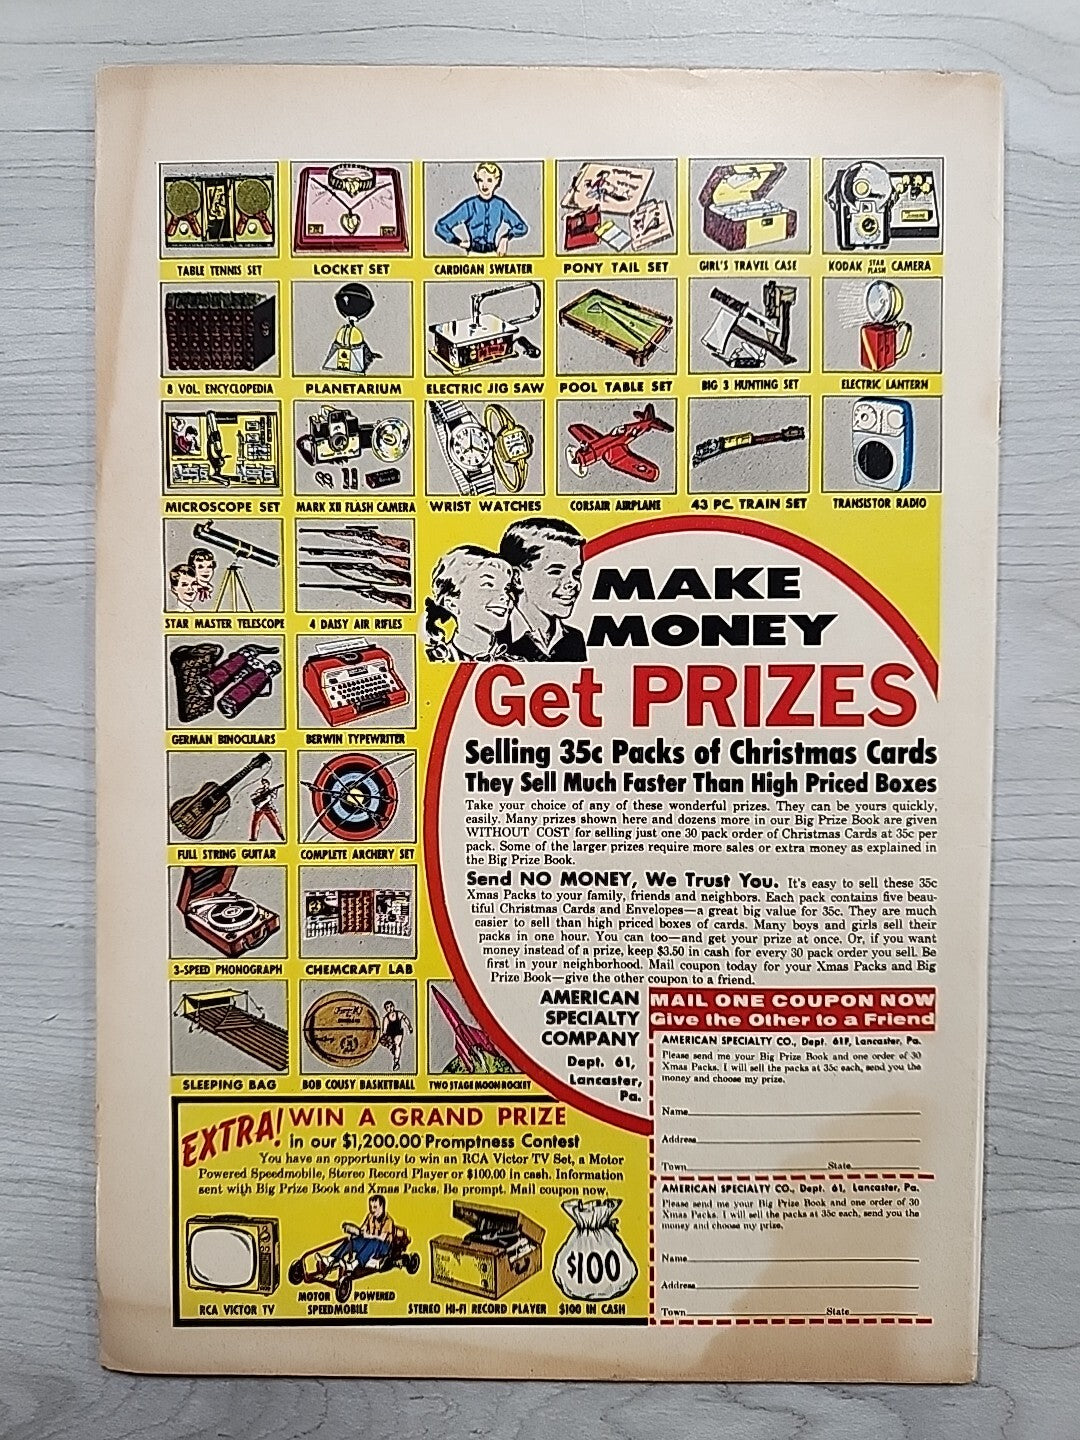 TABLE TENNIS SET
LOCKET SET
CARDIGAN SWEATER
PONY TAIL SET
GIRL'S TRAVEL CASE
KODAK STAR FLASH CAMERA
8 VOL. ENCYCLOPEDIA
PLANETARIUM
ELECTRIC JIG SAW
POOL TABLE SET
BIG 3 HUNTING SET
ELECTRIC LANTERN
MICROSCOPE SET
MARK XII FLASH CAMERA
WRIST WATCHES
CORSAIR AIRPLANE
43 PC. TRAIN SET
TRANSISTOR RADIO
STAR MASTER TELESCOPE
4 DAISY AIR RIFLES
GERMAN BINOCULARS
BERWIN TYPEWRITER
FULL STRING GUITAR
COMPLETE ARCHERY SET
3-SPEED PHONOGRAPH
CHEMCRAFT LAB
SLEEPING BAG
BOB COUSY BASKETBALL
TWO STAGE MOON ROCKET
MAKE
MONEY
Get PRIZES
Selling 35c Packs of Christmas Cards
They Sell Much Faster Than High Priced Boxes
Take your choice of any of these wonderful prizes. They can be yours quickly,
easily. Many prizes shown here and dozens more in our Big Prize Book are given
WITHOUT COST for selling just one 30 pack order of Christmas Cards at 35c per
pack. Some of the larger prizes require more sales or extra money as explained in
the Big Prize Book.
Send NO MONEY, We Trust You. It's easy to sell these 35c
Xmas Packs to your family, friends and neighbors. Each pack contains five beau-
tiful Christmas Cards and Envelopes—a great big value for 35c. They are much
easier to sell than high priced boxes of cards. Many boys and girls sell their
packs in one hour. You can too—and get your prize at once. Or, if you want
money instead of a prize, keep $3.50 in cash for every 30 pack order you sell. Be
first in your neighborhood. Mail coupon today for your Xmas Packs and Big
Prize Book—give the other coupon to a friend.
AMERICAN
SPECIALTY
COMPANY
Dept. 61,
Lancaster,
Pa.
MAIL ONE COUPON NOW
Give the Other to a Friend
AMERICAN SPECIALTY CO., Dept. 61F, Lancaster, Pa.
Please send me your Big Prize Book and one order of 30
Xmas Packs. I will sell the packs at 35c each, send you the
money and choose my prize.
Name
Address
Town State
AMERICAN SPECIALTY CO., Dept. 61, Lancaster, Pa.
Please send me your Big Prize Book and one order of 30
Xmas Packs. I will sell the packs at 35c each, send you the
money and choose my prize.
Name
Address
Town State
EXTRA! WIN A GRAND PRIZE
in our $1,200.00 Promptness Contest
You have an opportunity to win an RCA Victor TV Set, a Motor
Powered Speedmobile, Stereo Record Player or $100.00 in cash. Information
sent with Big Prize Book and Xmas Packs. Be prompt. Mail coupon now.
$100
RCA VICTOR TV
MOTOR POWERED
SPEEDMOBILE
STEREO HI-FI RECORD PLAYER
$100 IN CASH